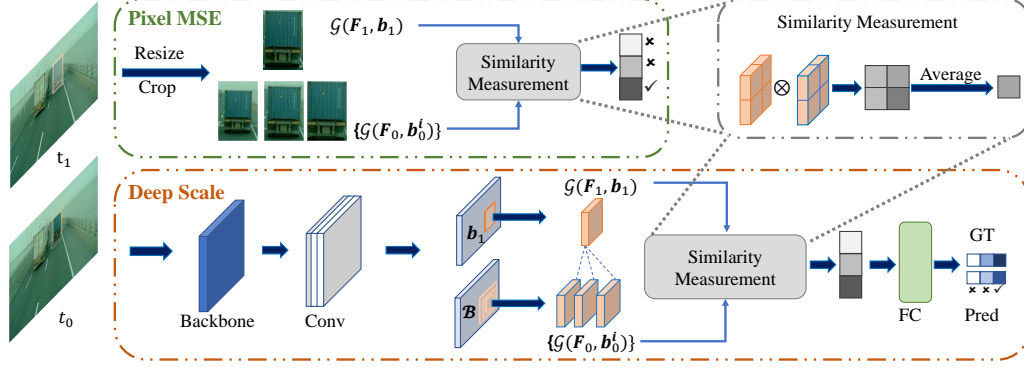 Pixel MSE
Resize
Crop
𝒢(𝑭₁, 𝒃₁)
{𝒢(𝑭₀, 𝒃₀ⁱ)}
Similarity
Measurement
Similarity Measurement
⊗
Average
t₁
t₀
Deep Scale
Backbone
Conv
𝒃₁
ℬ
𝒢(𝑭₁, 𝒃₁)
{𝒢(𝑭₀, 𝒃₀ⁱ)}
Similarity
Measurement
FC
GT
Pred